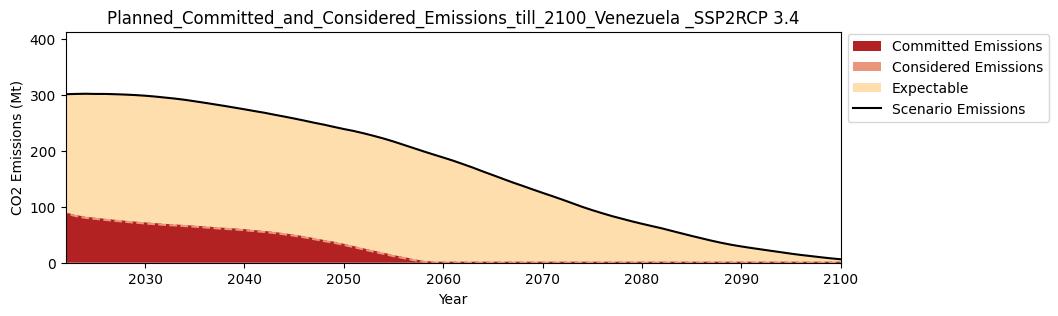 Planned_Committed_and_Considered_Emissions_till_2100_Venezuela _SSP2RCP 3.4
CO2 Emissions (Mt)
400
300
200
100
0
2030 2040 2050 2060 2070 2080 2090 2100
Year
Committed Emissions
Considered Emissions
Expectable
Scenario Emissions